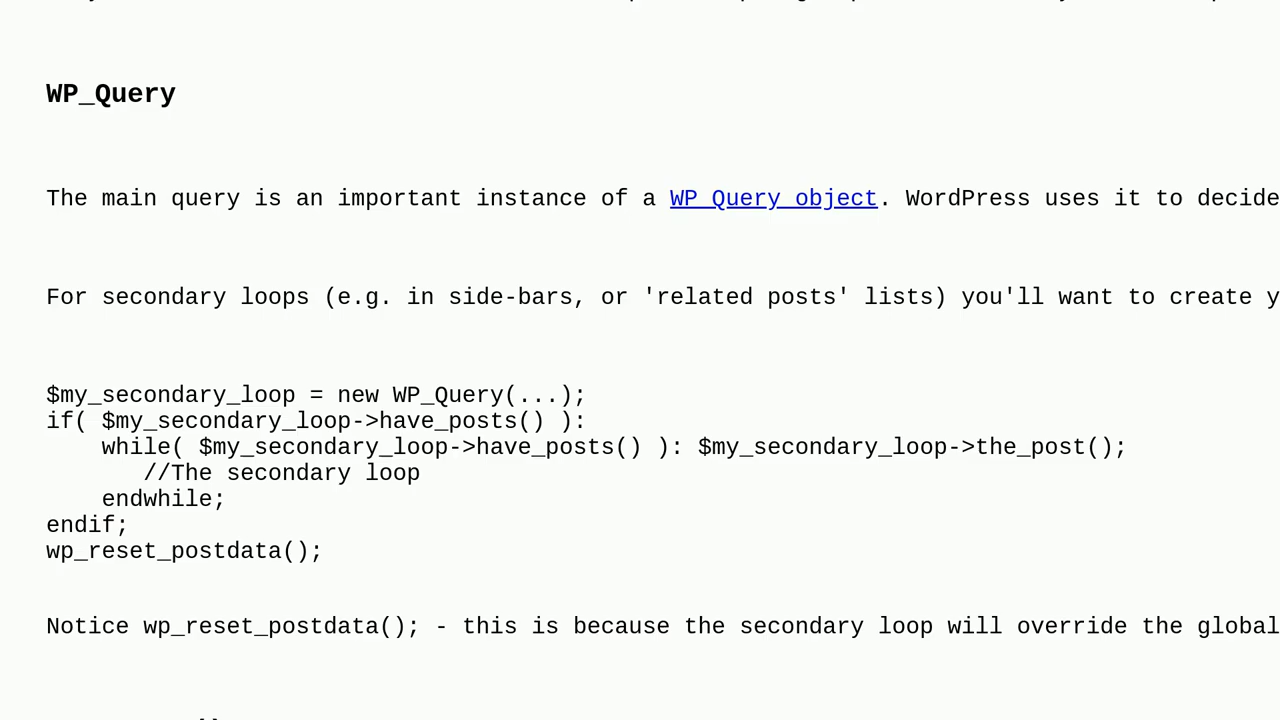 WP_Query
The main query is an important instance of a WP_Query object. WordPress uses it to decide
For secondary loops (e.g. in side-bars, or 'related posts' lists) you'll want to create y
$my_secondary_loop = new WP_Query(...);
if( $my_secondary_loop->have_posts() ):
    while( $my_secondary_loop->have_posts() ): $my_secondary_loop->the_post();
       //The secondary loop
    endwhile;
endif;
wp_reset_postdata();
Notice wp_reset_postdata(); - this is because the secondary loop will override the global